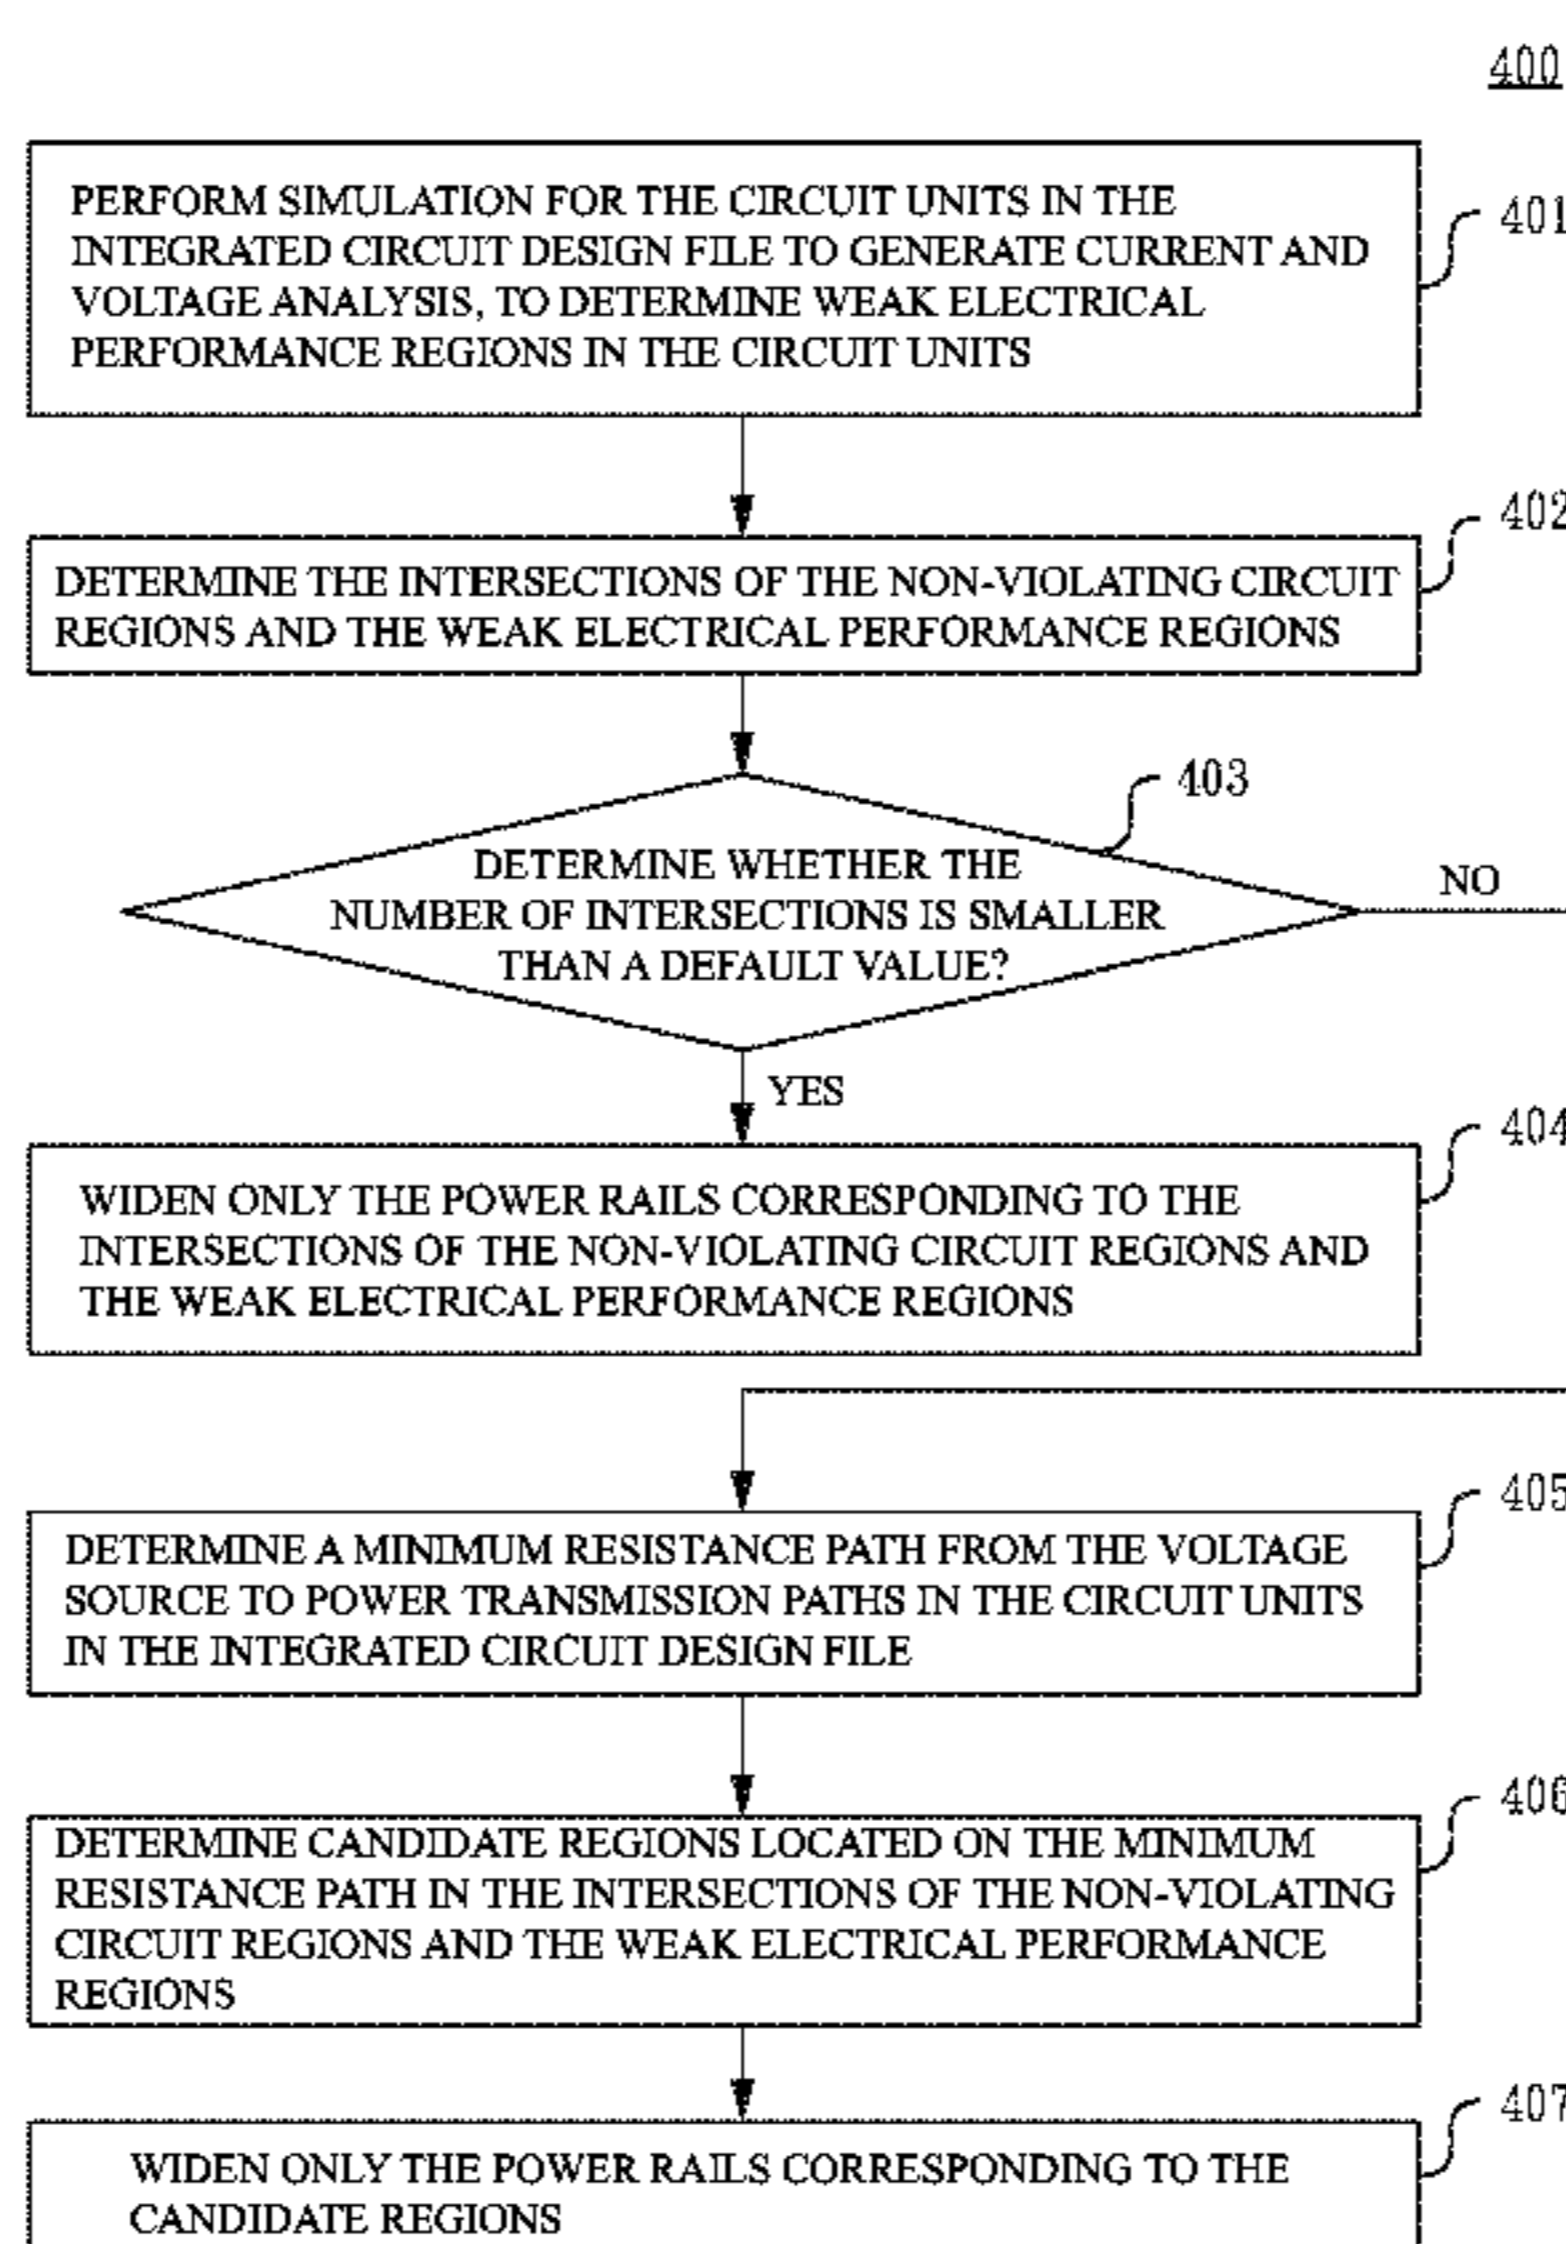 400
PERFORM SIMULATION FOR THE CIRCUIT UNITS IN THE
INTEGRATED CIRCUIT DESIGN FILE TO GENERATE CURRENT AND
VOLTAGE ANALYSIS, TO DETERMINE WEAK ELECTRICAL
PERFORMANCE REGIONS IN THE CIRCUIT UNITS
401
DETERMINE THE INTERSECTIONS OF THE NON-VIOLATING CIRCUIT
REGIONS AND THE WEAK ELECTRICAL PERFORMANCE REGIONS
402
403
DETERMINE WHETHER THE
NUMBER OF INTERSECTIONS IS SMALLER
THAN A DEFAULT VALUE?
NO
YES
WIDEN ONLY THE POWER RAILS CORRESPONDING TO THE
INTERSECTIONS OF THE NON-VIOLATING CIRCUIT REGIONS AND
THE WEAK ELECTRICAL PERFORMANCE REGIONS
404
DETERMINE A MINIMUM RESISTANCE PATH FROM THE VOLTAGE
SOURCE TO POWER TRANSMISSION PATHS IN THE CIRCUIT UNITS
IN THE INTEGRATED CIRCUIT DESIGN FILE
405
DETERMINE CANDIDATE REGIONS LOCATED ON THE MINIMUM
RESISTANCE PATH IN THE INTERSECTIONS OF THE NON-VIOLATING
CIRCUIT REGIONS AND THE WEAK ELECTRICAL PERFORMANCE
REGIONS
406
WIDEN ONLY THE POWER RAILS CORRESPONDING TO THE
CANDIDATE REGIONS
407